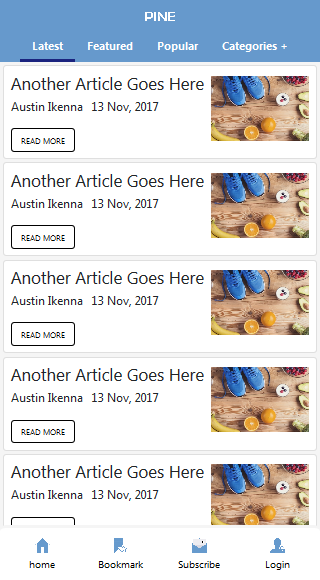 PINE
Latest Featured Popular Categories +
Another Article Goes Here
Austin Ikenna 13 Nov, 2017
READ MORE
Another Article Goes Here
Austin Ikenna 13 Nov, 2017
READ MORE
Another Article Goes Here
Austin Ikenna 13 Nov, 2017
READ MORE
Another Article Goes Here
Austin Ikenna 13 Nov, 2017
READ MORE
Another Article Goes Here
Austin Ikenna 13 Nov, 2017
home Bookmark Subscribe Login